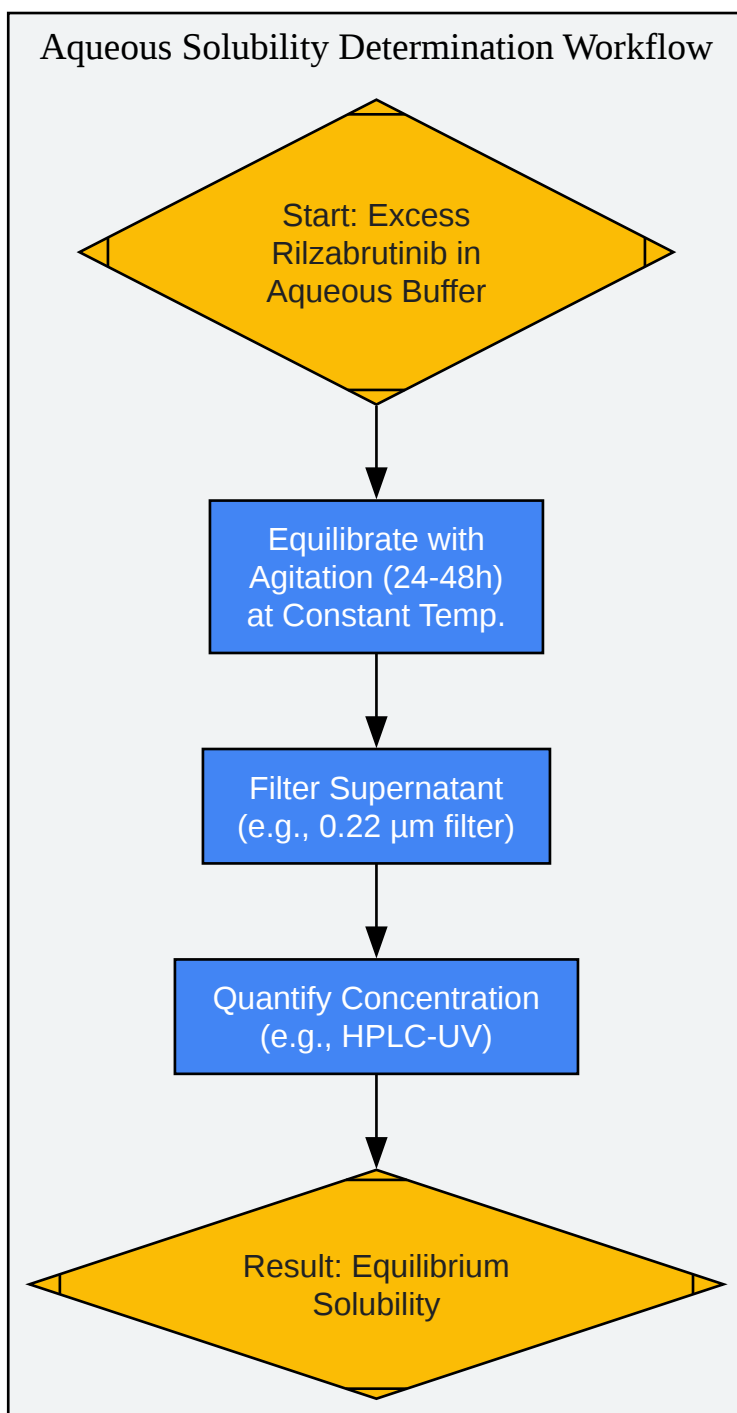 Aqueous Solubility Determination Workflow
Start: Excess
Rilzabrutinib in
Aqueous Buffer
Equilibrate with
Agitation (24-48h)
at Constant Temp.
Filter Supernatant
(e.g., 0.22 µm filter)
Quantify Concentration
(e.g., HPLC-UV)
Result: Equilibrium
Solubility